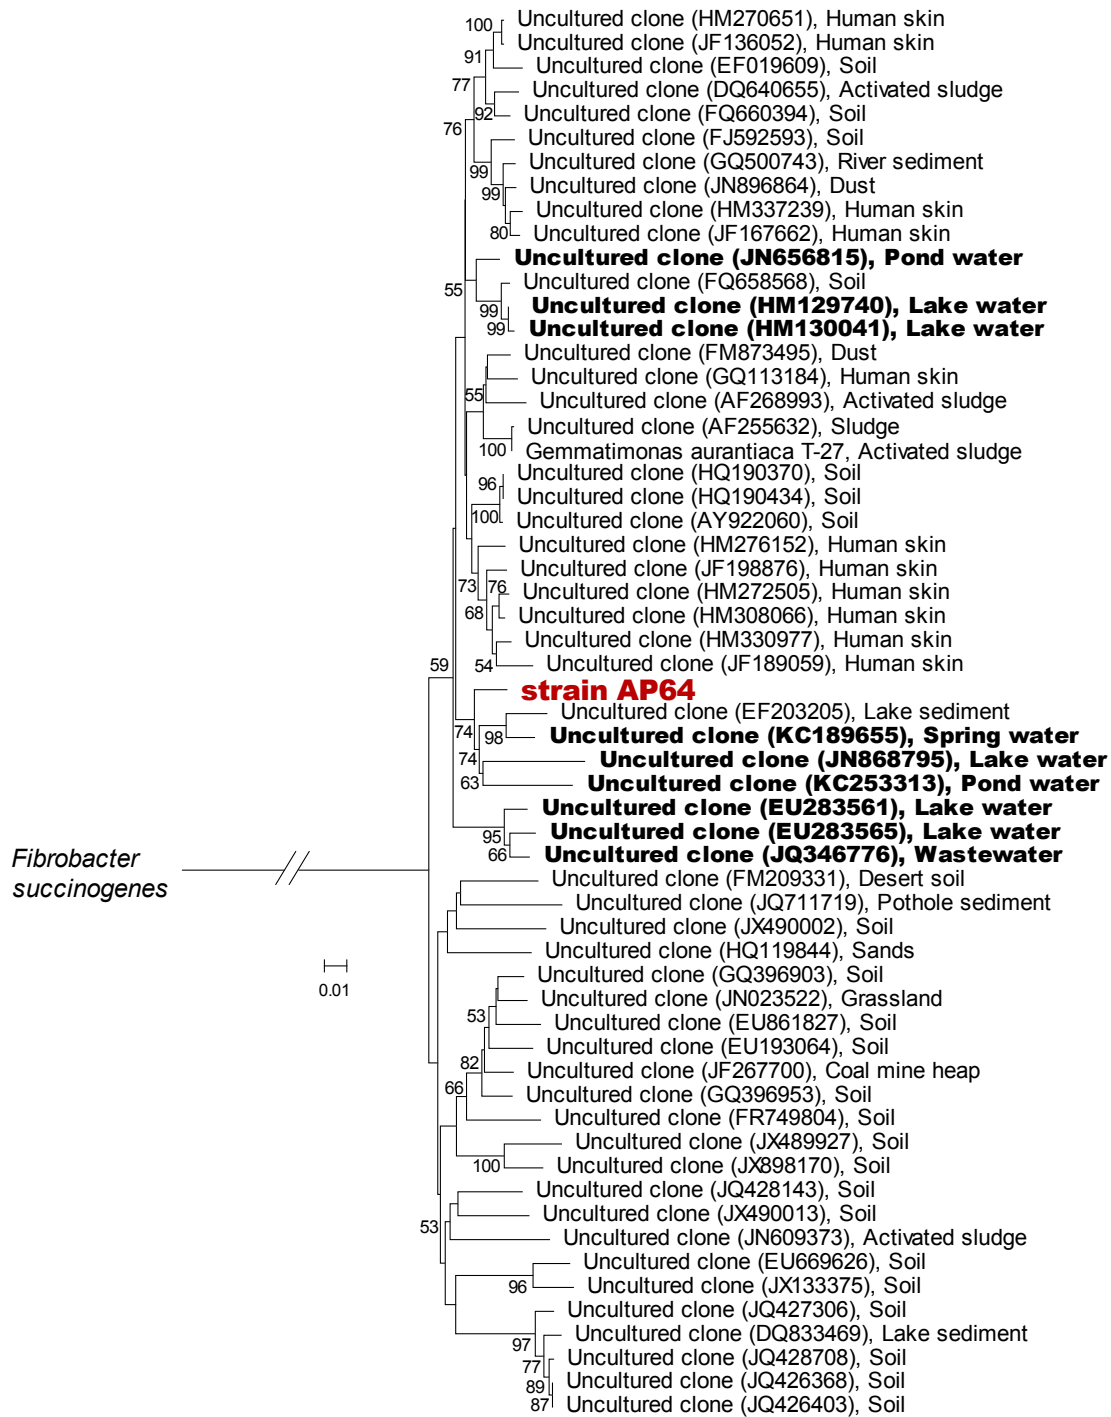 100
Uncultured clone (HM270651), Human skin
Uncultured clone (JF136052), Human skin
91
Uncultured clone (EF019609), Soil
77
Uncultured clone (DQ640655), Activated sludge
92
Uncultured clone (FQ660394), Soil
76
Uncultured clone (FJ592593), Soil
Uncultured clone (GQ500743), River sediment
99
Uncultured clone (JN896864), Dust
99
Uncultured clone (HM337239), Human skin
80
Uncultured clone (JF167662), Human skin
Uncultured clone (JN656815), Pond water
55
Uncultured clone (FQ658568), Soil
99
Uncultured clone (HM129740), Lake water
99
Uncultured clone (HM130041), Lake water
Uncultured clone (FM873495), Dust
Uncultured clone (GQ113184), Human skin
55
Uncultured clone (AF268993), Activated sludge
Uncultured clone (AF255632), Sludge
100
Gemmatimonas aurantiaca T-27, Activated sludge
Uncultured clone (HQ190370), Soil
96
Uncultured clone (HQ190434), Soil
100
Uncultured clone (AY922060), Soil
Uncultured clone (HM276152), Human skin
Uncultured clone (JF198876), Human skin
73
76
Uncultured clone (HM272505), Human skin
68
Uncultured clone (HM308066), Human skin
Uncultured clone (HM330977), Human skin
59
54
Uncultured clone (JF189059), Human skin
strain AP64
Uncultured clone (EF203205), Lake sediment
74
98
Uncultured clone (KC189655), Spring water
74
Uncultured clone (JN868795), Lake water
63
Uncultured clone (KC253313), Pond water
Uncultured clone (EU283561), Lake water
95
Uncultured clone (EU283565), Lake water
66
Uncultured clone (JQ346776), Wastewater
Fibrobacter
succinogenes
Uncultured clone (FM209331), Desert soil
Uncultured clone (JQ711719), Pothole sediment
Uncultured clone (JX490002), Soil
Uncultured clone (HQ119844), Sands
0.01
Uncultured clone (GQ396903), Soil
Uncultured clone (JN023522), Grassland
53
Uncultured clone (EU861827), Soil
Uncultured clone (EU193064), Soil
82
Uncultured clone (JF267700), Coal mine heap
66
Uncultured clone (GQ396953), Soil
Uncultured clone (FR749804), Soil
Uncultured clone (JX489927), Soil
100
Uncultured clone (JX898170), Soil
Uncultured clone (JQ428143), Soil
Uncultured clone (JX490013), Soil
53
Uncultured clone (JN609373), Activated sludge
Uncultured clone (EU669626), Soil
96
Uncultured clone (JX133375), Soil
Uncultured clone (JQ427306), Soil
97
Uncultured clone (DQ833469), Lake sediment
77
Uncultured clone (JQ428708), Soil
89
Uncultured clone (JQ426368), Soil
87
Uncultured clone (JQ426403), Soil